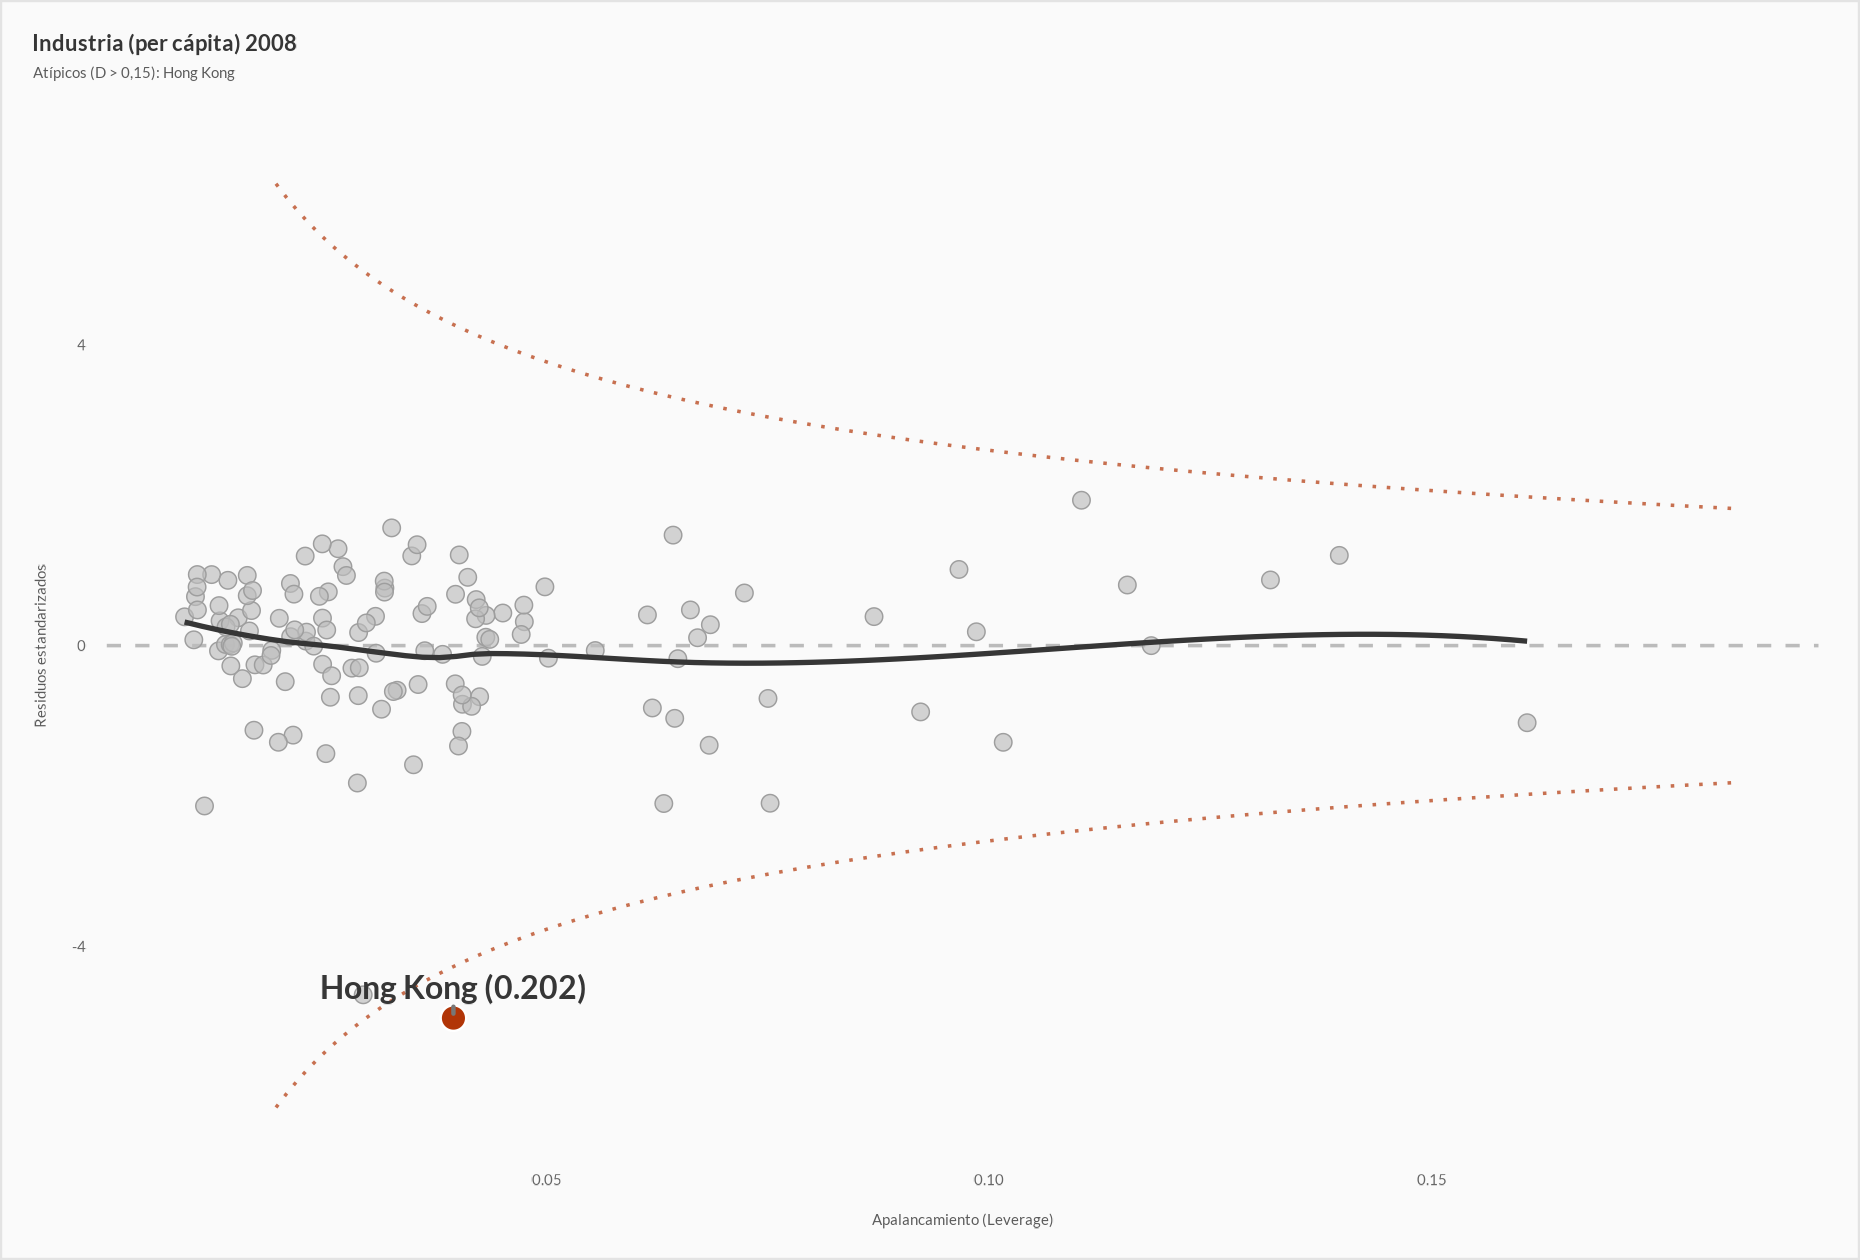 Industria (per cápita) 2008
Atípicos (D > 0,15): Hong Kong
Residuos estandarizados
4
0
-4
Hong Kong (0.202)
0.05
0.10
0.15
Apalancamiento (Leverage)